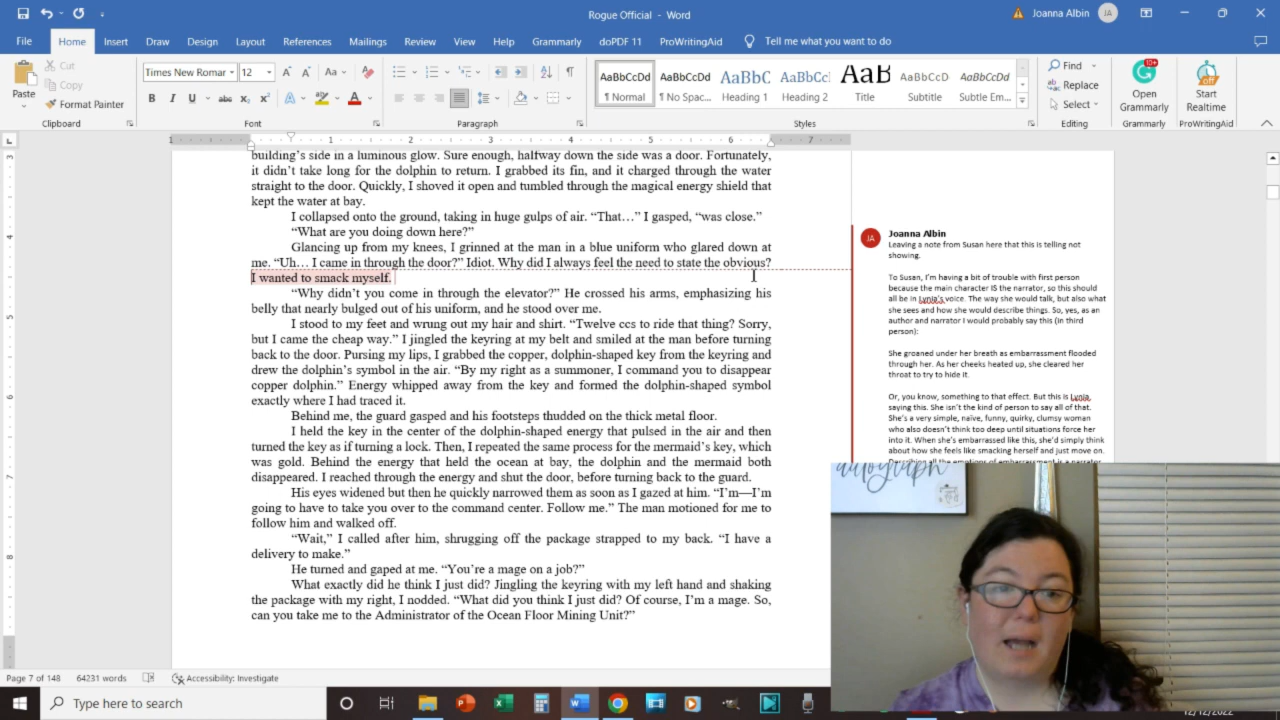 Rogue Official - Word
Joanna Albin
JA
File Home Insert Draw Design Layout References Mailings Review View Help Grammarly doPDF 11 ProWritingAid Tell me what you want to do
Paste
Cut
Copy
Format Painter
Clipboard
Times New Roman 12
Font
Paragraph
AaBbCcDd AaBbCcDd AaBbC AaBbCc AaB AaBbCcD AaBbCcDd
¶ Normal ¶ No Spac... Heading 1 Heading 2 Title Subtitle Subtle Em...
Styles
Find
Replace
Select
Editing
Open Grammarly
Grammarly
Start Realtime
ProWritingAid
building’s side in a luminous glow. Sure enough, halfway down the side was a door. Fortunately,
it didn’t take long for the dolphin to return. I grabbed its fin, and it charged through the water
straight to the door. Quickly, I shoved it open and tumbled through the magical energy shield that
kept the water at bay.
I collapsed onto the ground, taking in huge gulps of air. “That…” I gasped, “was close.”
“What are you doing down here?”
Glancing up from my knees, I grinned at the man in a blue uniform who glared down at
me. “Uh… I came in through the door?” Idiot. Why did I always feel the need to state the obvious?
I wanted to smack myself.
“Why didn’t you come in through the elevator?” He crossed his arms, emphasizing his
belly that nearly bulged out of his uniform, and he stood over me.
I stood to my feet and wrung out my hair and shirt. “Twelve ccs to ride that thing? Sorry,
but I came the cheap way.” I jingled the keyring at my belt and smiled at the man before turning
back to the door. Pursing my lips, I grabbed the copper, dolphin-shaped key from the keyring and
drew the dolphin’s symbol in the air. “By my right as a summoner, I command you to disappear
copper dolphin.” Energy whipped away from the key and formed the dolphin-shaped symbol
exactly where I had traced it.
Behind me, the guard gasped and his footsteps thudded on the thick metal floor.
I held the key in the center of the dolphin-shaped energy that pulsed in the air and then
turned the key as if turning a lock. Then, I repeated the same process for the mermaid’s key, which
was gold. Behind the energy that held the ocean at bay, the dolphin and the mermaid both
disappeared. I reached through the energy and shut the door, before turning back to the guard.
His eyes widened but then he quickly narrowed them as soon as I gazed at him. “I’m—I’m
going to have to take you over to the command center. Follow me.” The man motioned for me to
follow him and walked off.
“Wait,” I called after him, shrugging off the package strapped to my back. “I have a
delivery to make.”
He turned and gaped at me. “You’re a mage on a job?”
What exactly did he think I just did? Jingling the keyring with my left hand and shaking
the package with my right, I nodded. “What did you think I just did? Of course, I’m a mage. So,
can you take me to the Administrator of the Ocean Floor Mining Unit?”
JA
Joanna Albin
Leaving a note from Susan here that this is telling not
showing.
To Susan, I’m having a bit of trouble with first person
because the main character IS the narrator, so this should
all be in Lynia’s voice. The way she would talk, but also what
she sees and how she would describe things. So, yes, as an
author and narrator I would probably say this (in third
person):
She groaned under her breath as embarrassment flooded
through her. As her cheeks heated up, she cleared her
throat to try to hide it.
Or, you know, something to that effect. But this is Lynia,
saying this. She isn’t the kind of person to say all of that.
She’s a very simple, naïve, funny, quirky, clumsy woman
who also doesn’t think too deep until situations force her
into it. When she’s embarrassed like this, she’d simply think
about how she feels like smacking herself and just move on.
Describing all the emotions of embarrassment is a narrator
autograph
Page 7 of 148 64231 words Accessibility: Investigate
Type here to search
12/12/2022